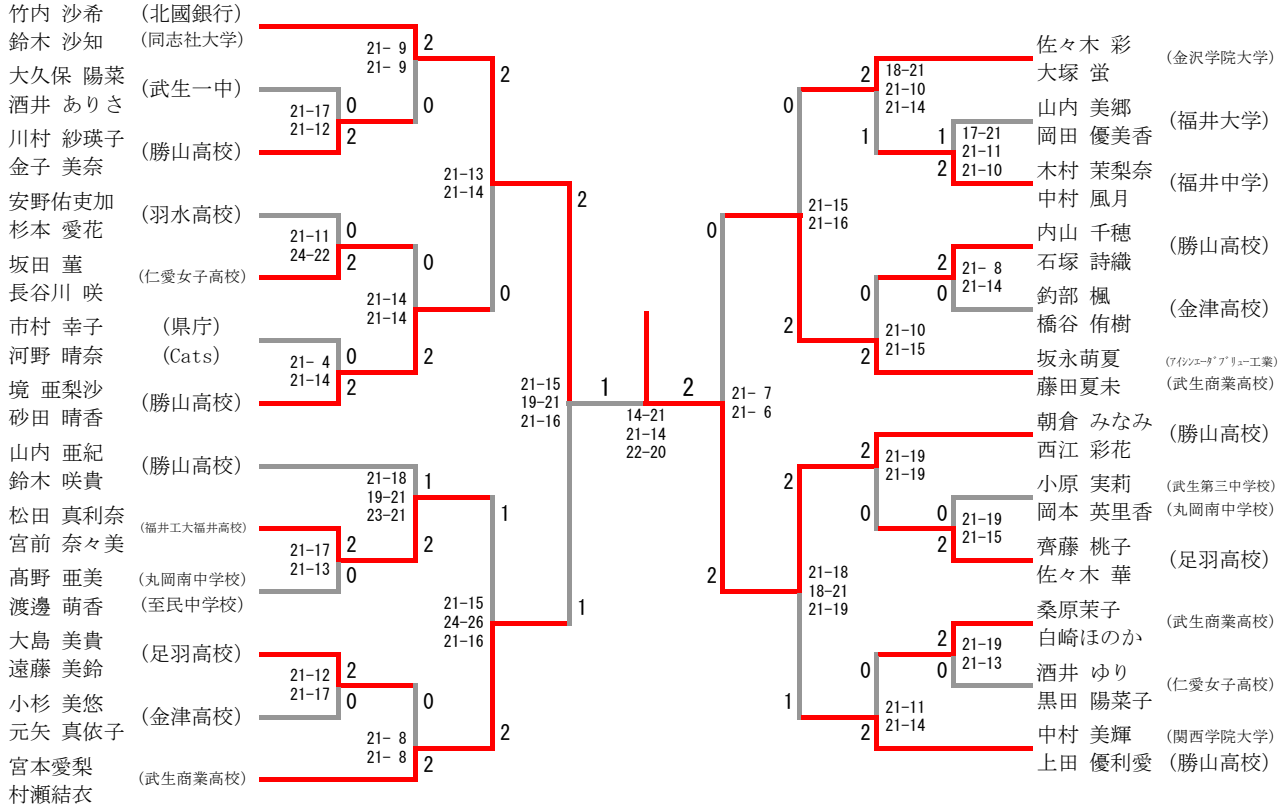 竹内 沙希 (北國銀行)
鈴木 沙知 (同志社大学)
大久保 陽菜 (武生一中)
酒井 ありさ
川村 紗瑛子 (勝山高校)
金子 美奈
安野佑吏加 (羽水高校)
杉本 愛花
坂田 菫 (仁愛女子高校)
長谷川 咲
市村 幸子 (県庁)
河野 晴奈 (Cats)
境 亜梨沙 (勝山高校)
砂田 晴香
山内 亜紀 (勝山高校)
鈴木 咲貴
松田 真利奈 (福井工大福井高校)
宮前 奈々美
髙野 亜美 (丸岡南中学校)
渡邊 萌香 (至民中学校)
大島 美貴 (足羽高校)
遠藤 美鈴
小杉 美悠 (金津高校)
元矢 真依子
宮本愛梨 (武生商業高校)
村瀬結衣
21- 9 2
21- 9 0
21-17 0
21-12 2
21-11 0
24-22 2
21-14 0
21-14 2
21- 4 0
21-14 2
21-13 2
21-14 0
21-18 1
19-21
23-21 2
21-17 2
21-13 0
21-12 2
21-17 0
21- 8 0
21- 8 2
21-15 1
24-26
21-16 2
21-15 2
19-21
21-16 1
1 2
14-21
21-14
22-20
21- 7 0
21- 6 2
21-15 0
21-16 2
18-21 2
21-10
21-14 1
17-21 1
21-11
21-10 2
21- 8 2
21-14 0
21-10 0
21-15 2
21-18 2
18-21
21-19 1
21-19 2
21-19 0
21-19 0
21-15 2
21-19 2
21-13 0
21-11 0
21-14 2
佐々木 彩 (金沢学院大学)
大塚 蛍
山内 美郷 (福井大学)
岡田 優美香
木村 茉梨奈 (福井中学)
中村 風月
内山 千穂 (勝山高校)
石塚 詩織
釣部 楓 (金津高校)
橋谷 侑樹
坂永萌夏 (アイシンエーダブリュー工業)
藤田夏未 (武生商業高校)
朝倉 みなみ (勝山高校)
西江 彩花
小原 実莉 (武生第三中学校)
岡本 英里香 (丸岡南中学校)
齊藤 桃子 (足羽高校)
佐々木 華
桑原茉子 (武生商業高校)
白崎ほのか
酒井 ゆり (仁愛女子高校)
黒田 陽菜子
中村 美輝 (関西学院大学)
上田 優利愛 (勝山高校)